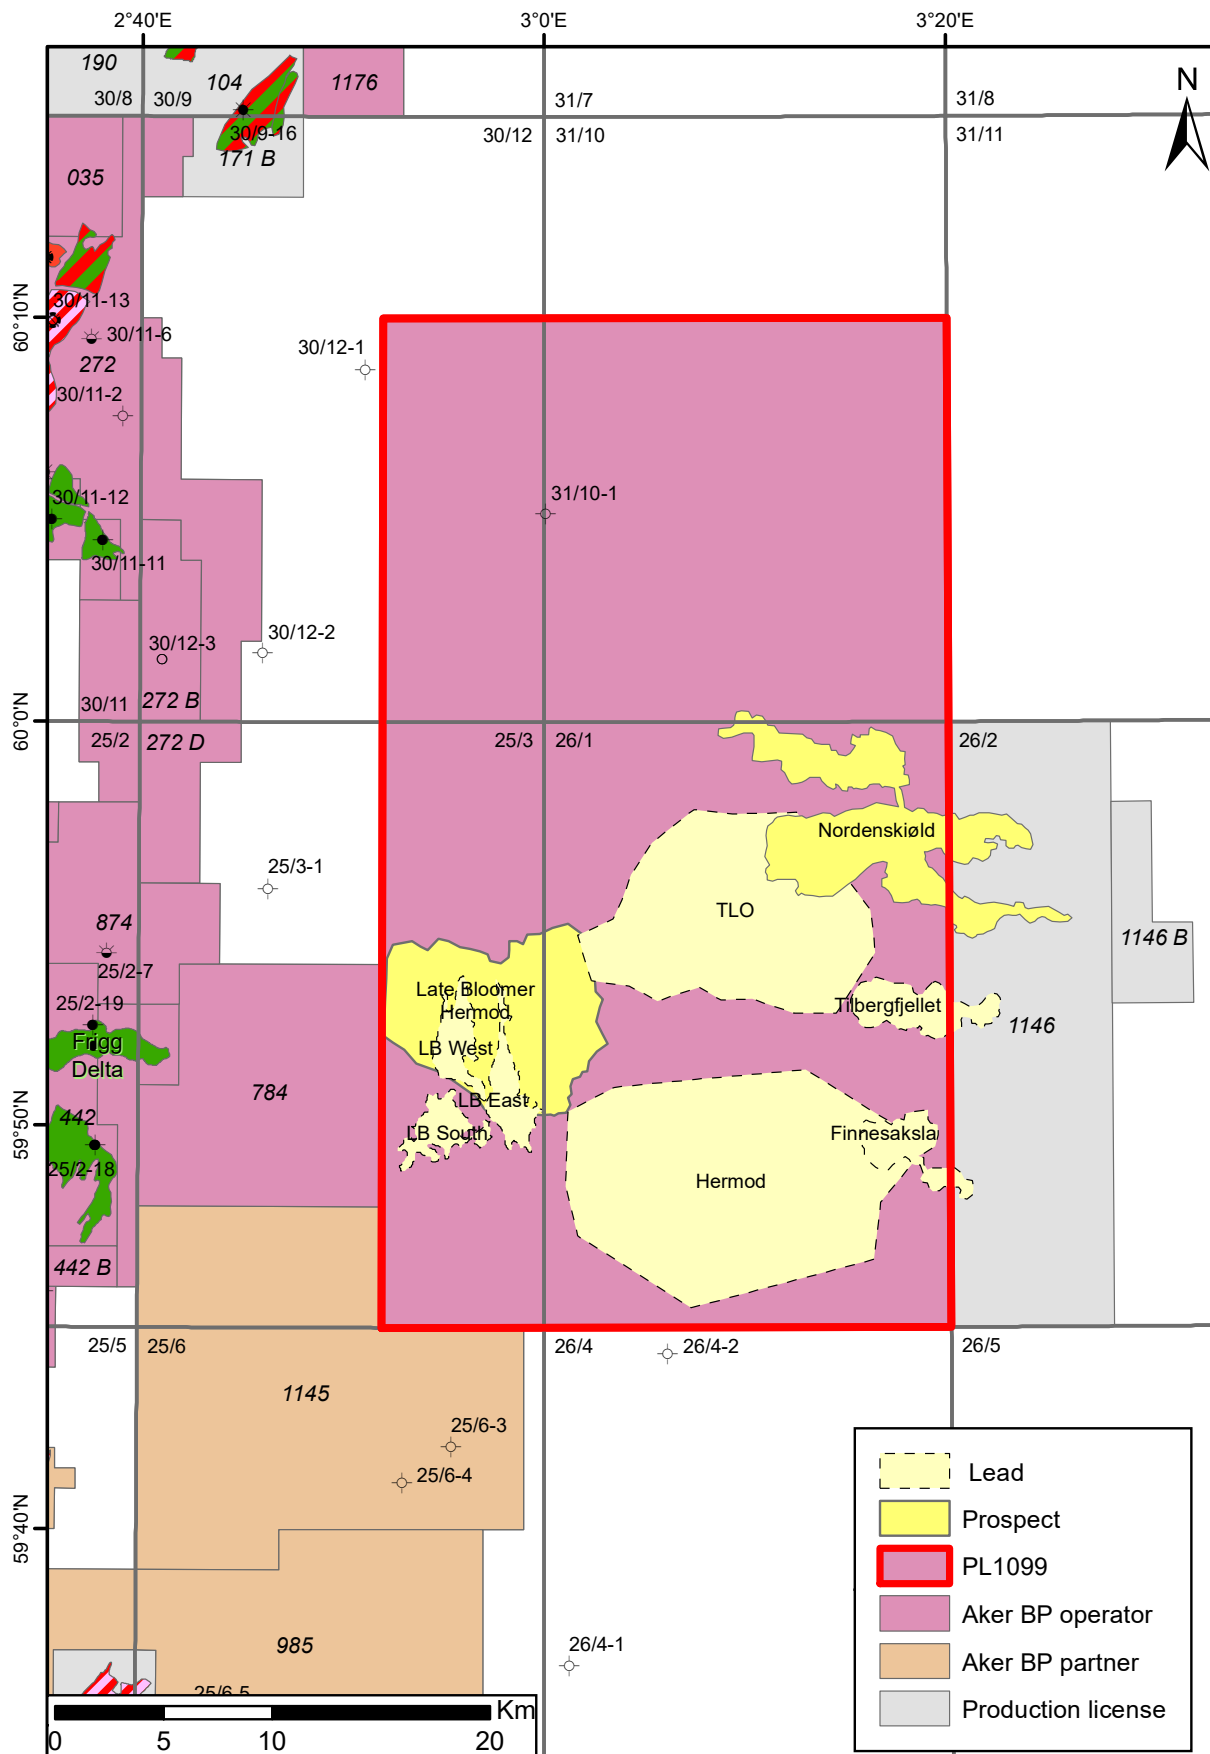 2°40'E
3°0'E
3°20'E
190
104
1176
30/8
30/9
31/7
31/8
N
30/9-16
30/12
31/10
31/11
171 B
035
60°10'N
30/11-13
30/11-6
30/12-1
272
30/11-2
31/10-1
30/11-12
30/11-11
30/12-3
30/12-2
30/11
272 B
60°0'N
25/2
272 D
25/3
26/1
26/2
Nordenskiøld
25/3-1
TLO
874
1146 B
25/2-7
Late Bloomer
25/2-19
Hermod
Tilbergfjellet
1146
Frigg
Delta
LB West
784
LB East
59°50'N
442
LB South
Finnesaksla
25/2-18
Hermod
442 B
25/5
25/6
26/4
26/4-2
26/5
1145
25/6-3
25/6-4
59°40'N
985
26/4-1
25/6-5
Lead
Prospect
PL1099
Aker BP operator
Aker BP partner
Production license
Km
0
5
10
20